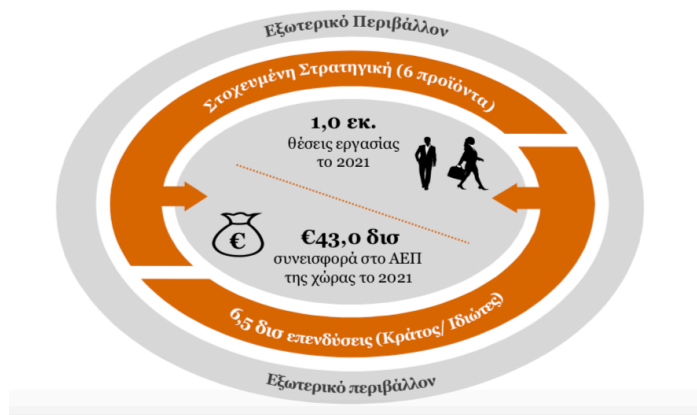 Εξωτερικό Περιβάλλον
Στοχευμένη Στρατηγική (6 προϊόντα)
1,0 εκ.
θέσεις εργασίας
το 2021
€
€43,0 δισ
συνεισφορά στο ΑΕΠ
της χώρας το 2021
6,5 δισ επενδύσεις (Κράτος/ Ιδιώτες)
Εξωτερικό περιβάλλον